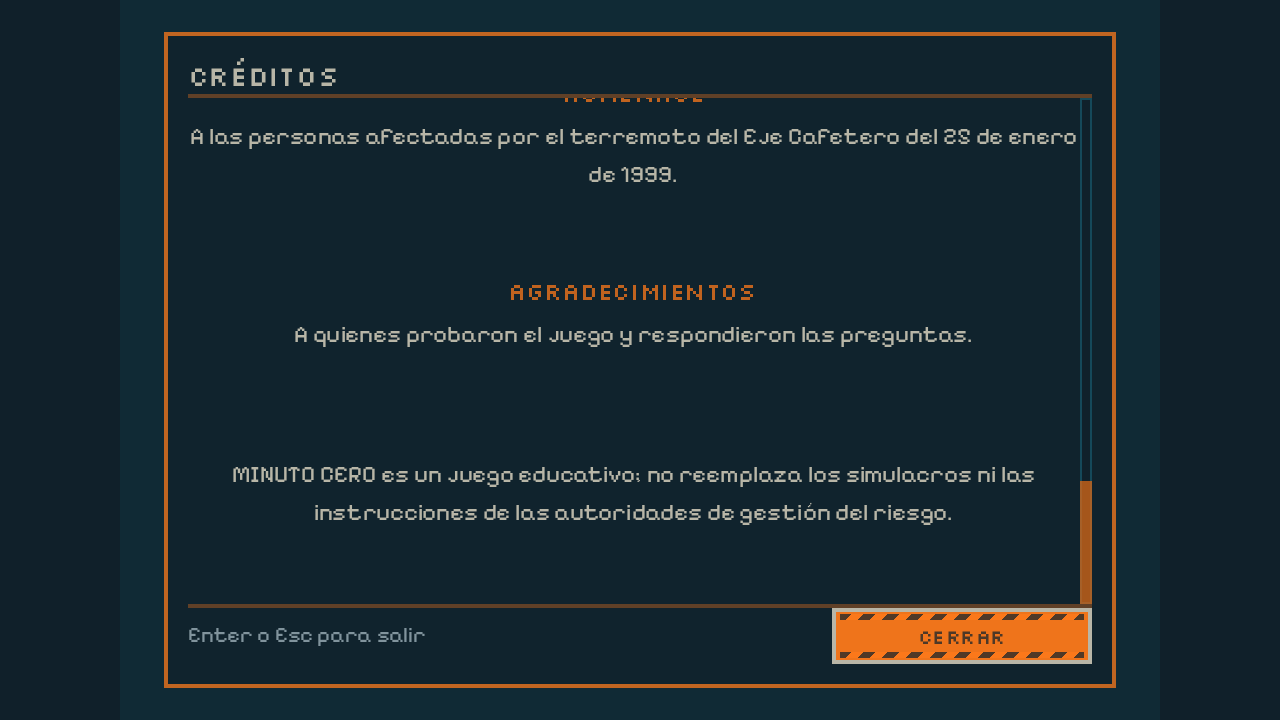 CRÉDITOS
A las personas afectadas por el terremoto del Eje Cafetero del 25 de enero
de 1999.
AGRADECIMIENTOS
A quienes probaron el juego y respondieron las preguntas.
MINUTO CERO es un juego educativo; no reemplaza los simulacros ni las
instrucciones de las autoridades de gestión del riesgo.
Enter o Esc para salir
CERRAR